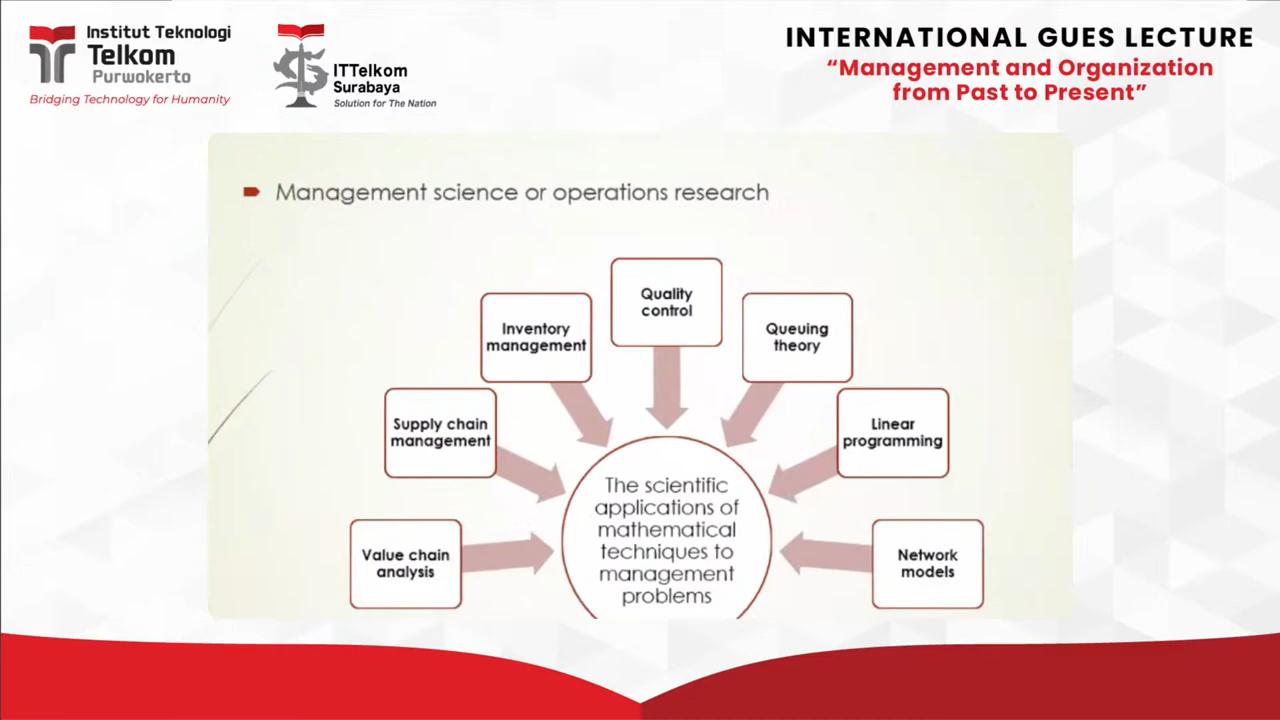 Institut Teknologi
Telkom
Purwokerto
Bridging Technology for Humanity
ITTelkom
Surabaya
Solution for The Nation
INTERNATIONAL GUES LECTURE
“Management and Organization
from Past to Present”
Management science or operations research
Value chain
analysis
Supply chain
management
Inventory
management
Quality
control
Queuing
theory
Linear
programming
Network
models
The scientific
applications of
mathematical
techniques to
management
problems